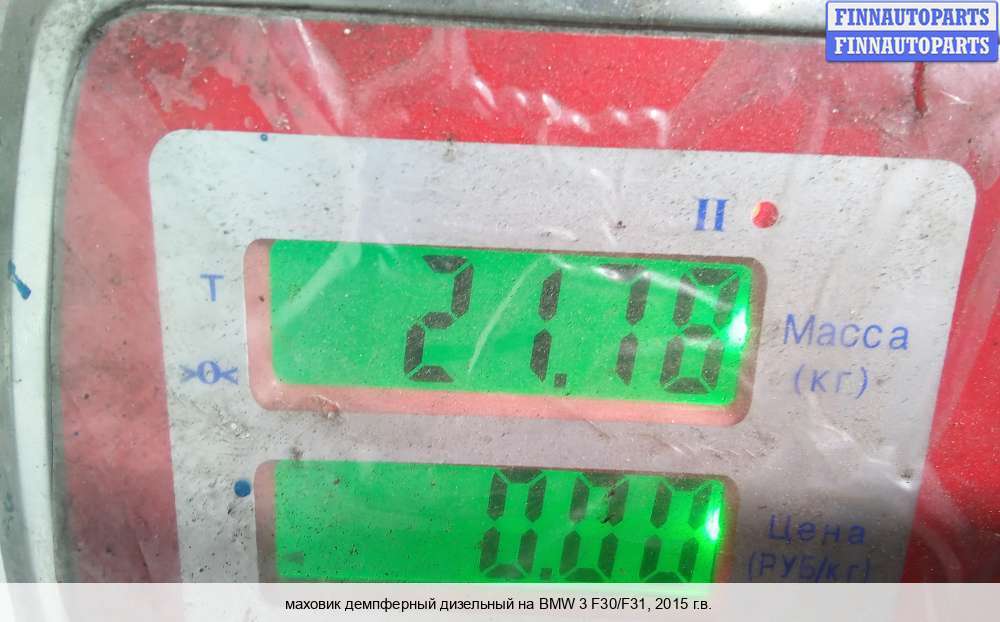 FINNAUTOPARTS
FINNAUTOPARTS
II
T
21.78
Масса
(кг)
>0<
0.00
Цена
(РУБ/кг)
маховик демпферный дизельный на BMW 3 F30/F31, 2015 г.в.